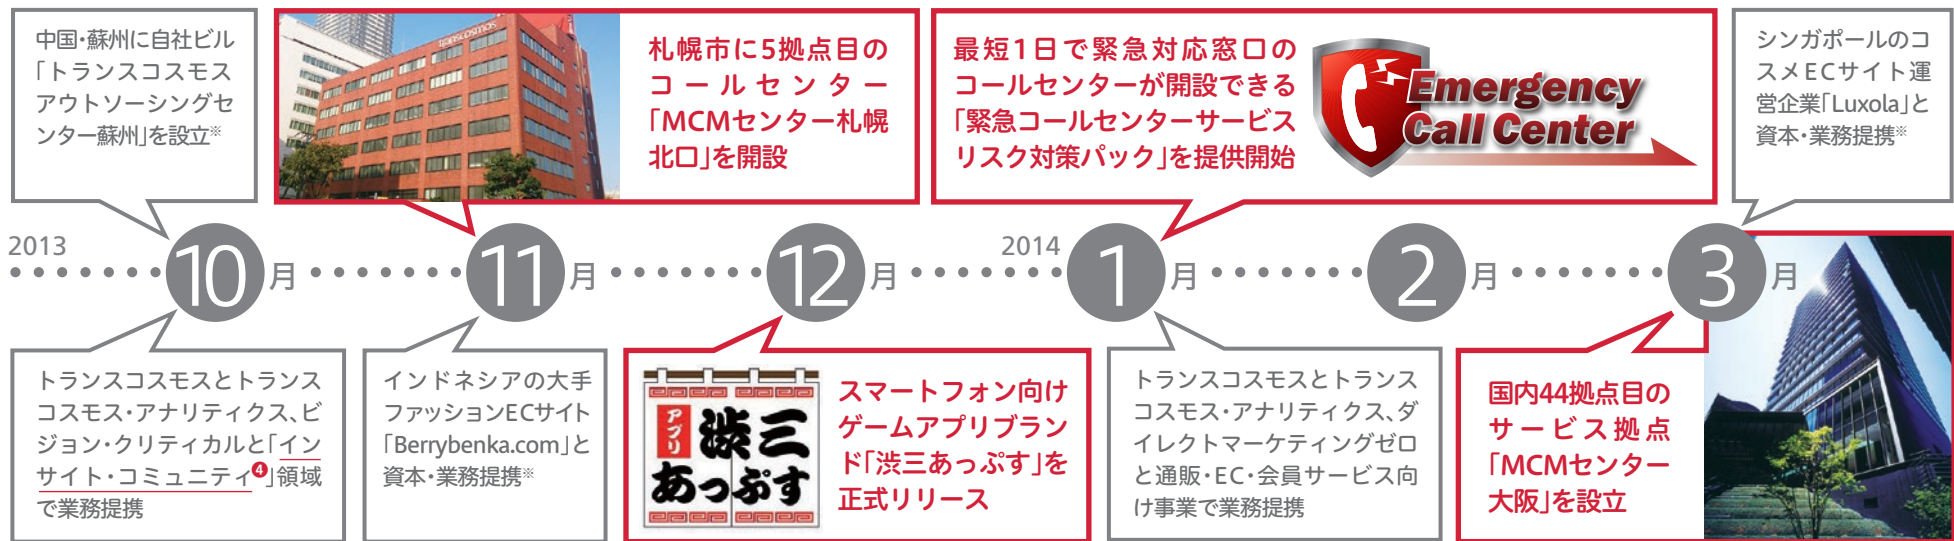 中国・蘇州に自社ビル
「トランスコスモス
アウトソーシングセ
ンター蘇州」を設立※
transcosmos
札幌市に5拠点目の
コールセンター
「MCMセンター札幌
北口」を開設
最短1日で緊急対応窓口の
コールセンターが開設できる
「緊急コールセンターサービス
リスク対策パック」を提供開始
Emergency
Call Center
シンガポールのコ
スメECサイト運
営企業「Luxola」と
資本・業務提携※
2013
10月
11月
12月
2014
1月
2月
3月
トランスコスモスとトランス
コスモス・アナリティクス、ビ
ジョン・クリティカルと「イン
サイト・コミュニティ❹」領域
で業務提携
インドネシアの大手
ファッションECサイト
「Berrybenka.com」と
資本・業務提携※
アプリ
渋三
あっぷす
スマートフォン向け
ゲームアプリブラン
ド「渋三あっぷす」を
正式リリース
トランスコスモスとトランス
コスモス・アナリティクス、ダ
イレクトマーケティングゼロ
と通販・EC・会員サービス向
け事業で業務提携
国内44拠点目の
サービス拠点
「MCMセンター
大阪」を設立